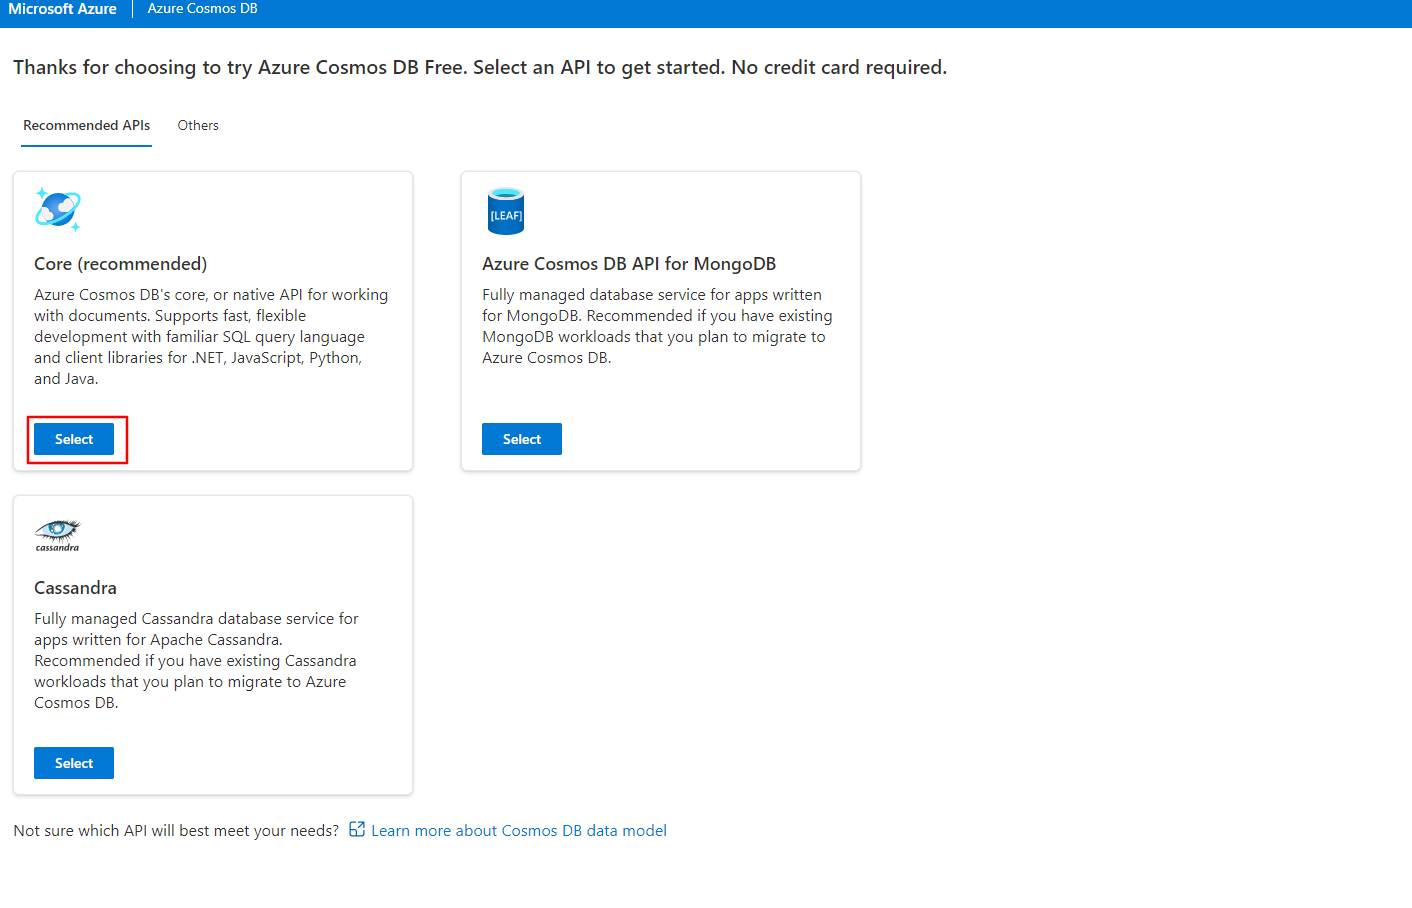 Microsoft Azure
Azure Cosmos DB
Thanks for choosing to try Azure Cosmos DB Free. Select an API to get started. No credit card required.
Recommended APIs
Others
Core (recommended)
Azure Cosmos DB's core, or native API for working
with documents. Supports fast, flexible
development with familiar SQL query language
and client libraries for .NET, JavaScript, Python,
and Java.
Select
[LEAF]
Azure Cosmos DB API for MongoDB
Fully managed database service for apps written
for MongoDB. Recommended if you have existing
MongoDB workloads that you plan to migrate to
Azure Cosmos DB.
Select
cassandra
Cassandra
Fully managed Cassandra database service for
apps written for Apache Cassandra.
Recommended if you have existing Cassandra
workloads that you plan to migrate to Azure
Cosmos DB.
Select
Not sure which API will best meet your needs? Learn more about Cosmos DB data model